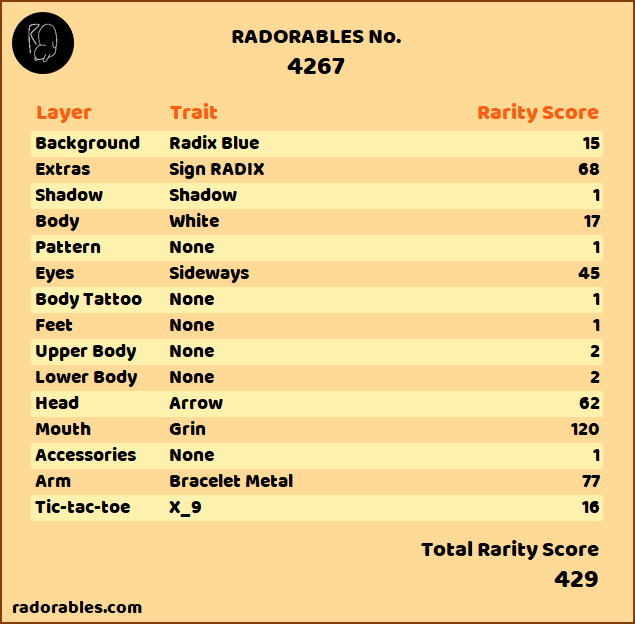 RADORABLES No.
4267
Layer Trait Rarity Score
Background Radix Blue 15
Extras Sign RADIX 68
Shadow Shadow 1
Body White 17
Pattern None 1
Eyes Sideways 45
Body Tattoo None 1
Feet None 1
Upper Body None 2
Lower Body None 2
Head Arrow 62
Mouth Grin 120
Accessories None 1
Arm Bracelet Metal 77
Tic-tac-toe X_9 16
Total Rarity Score
429
radorables.com